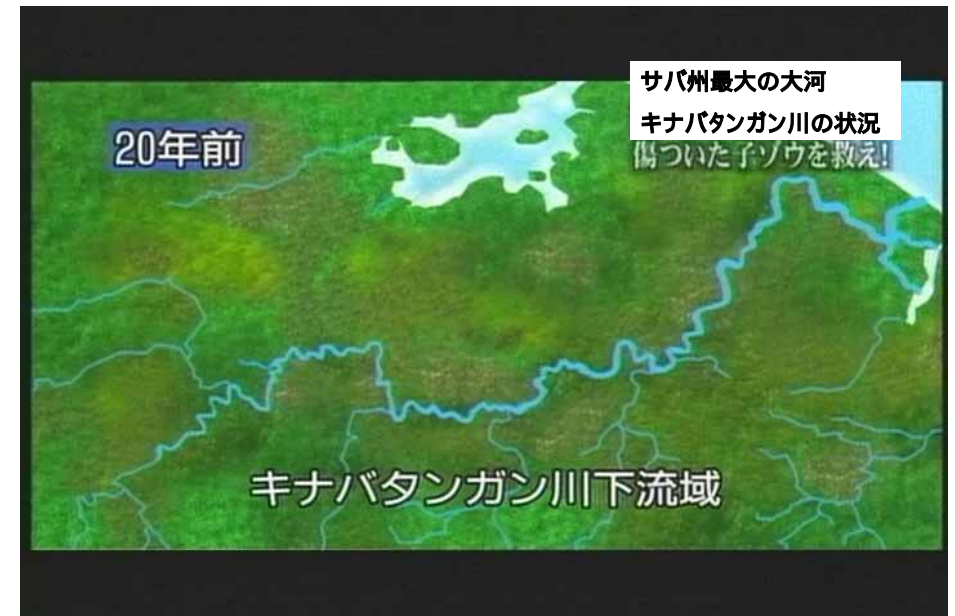 サバ州最大の大河
キナバタンガン川の状況
傷ついた子ゾウを救え!
20年前
キナバタンガン川下流域